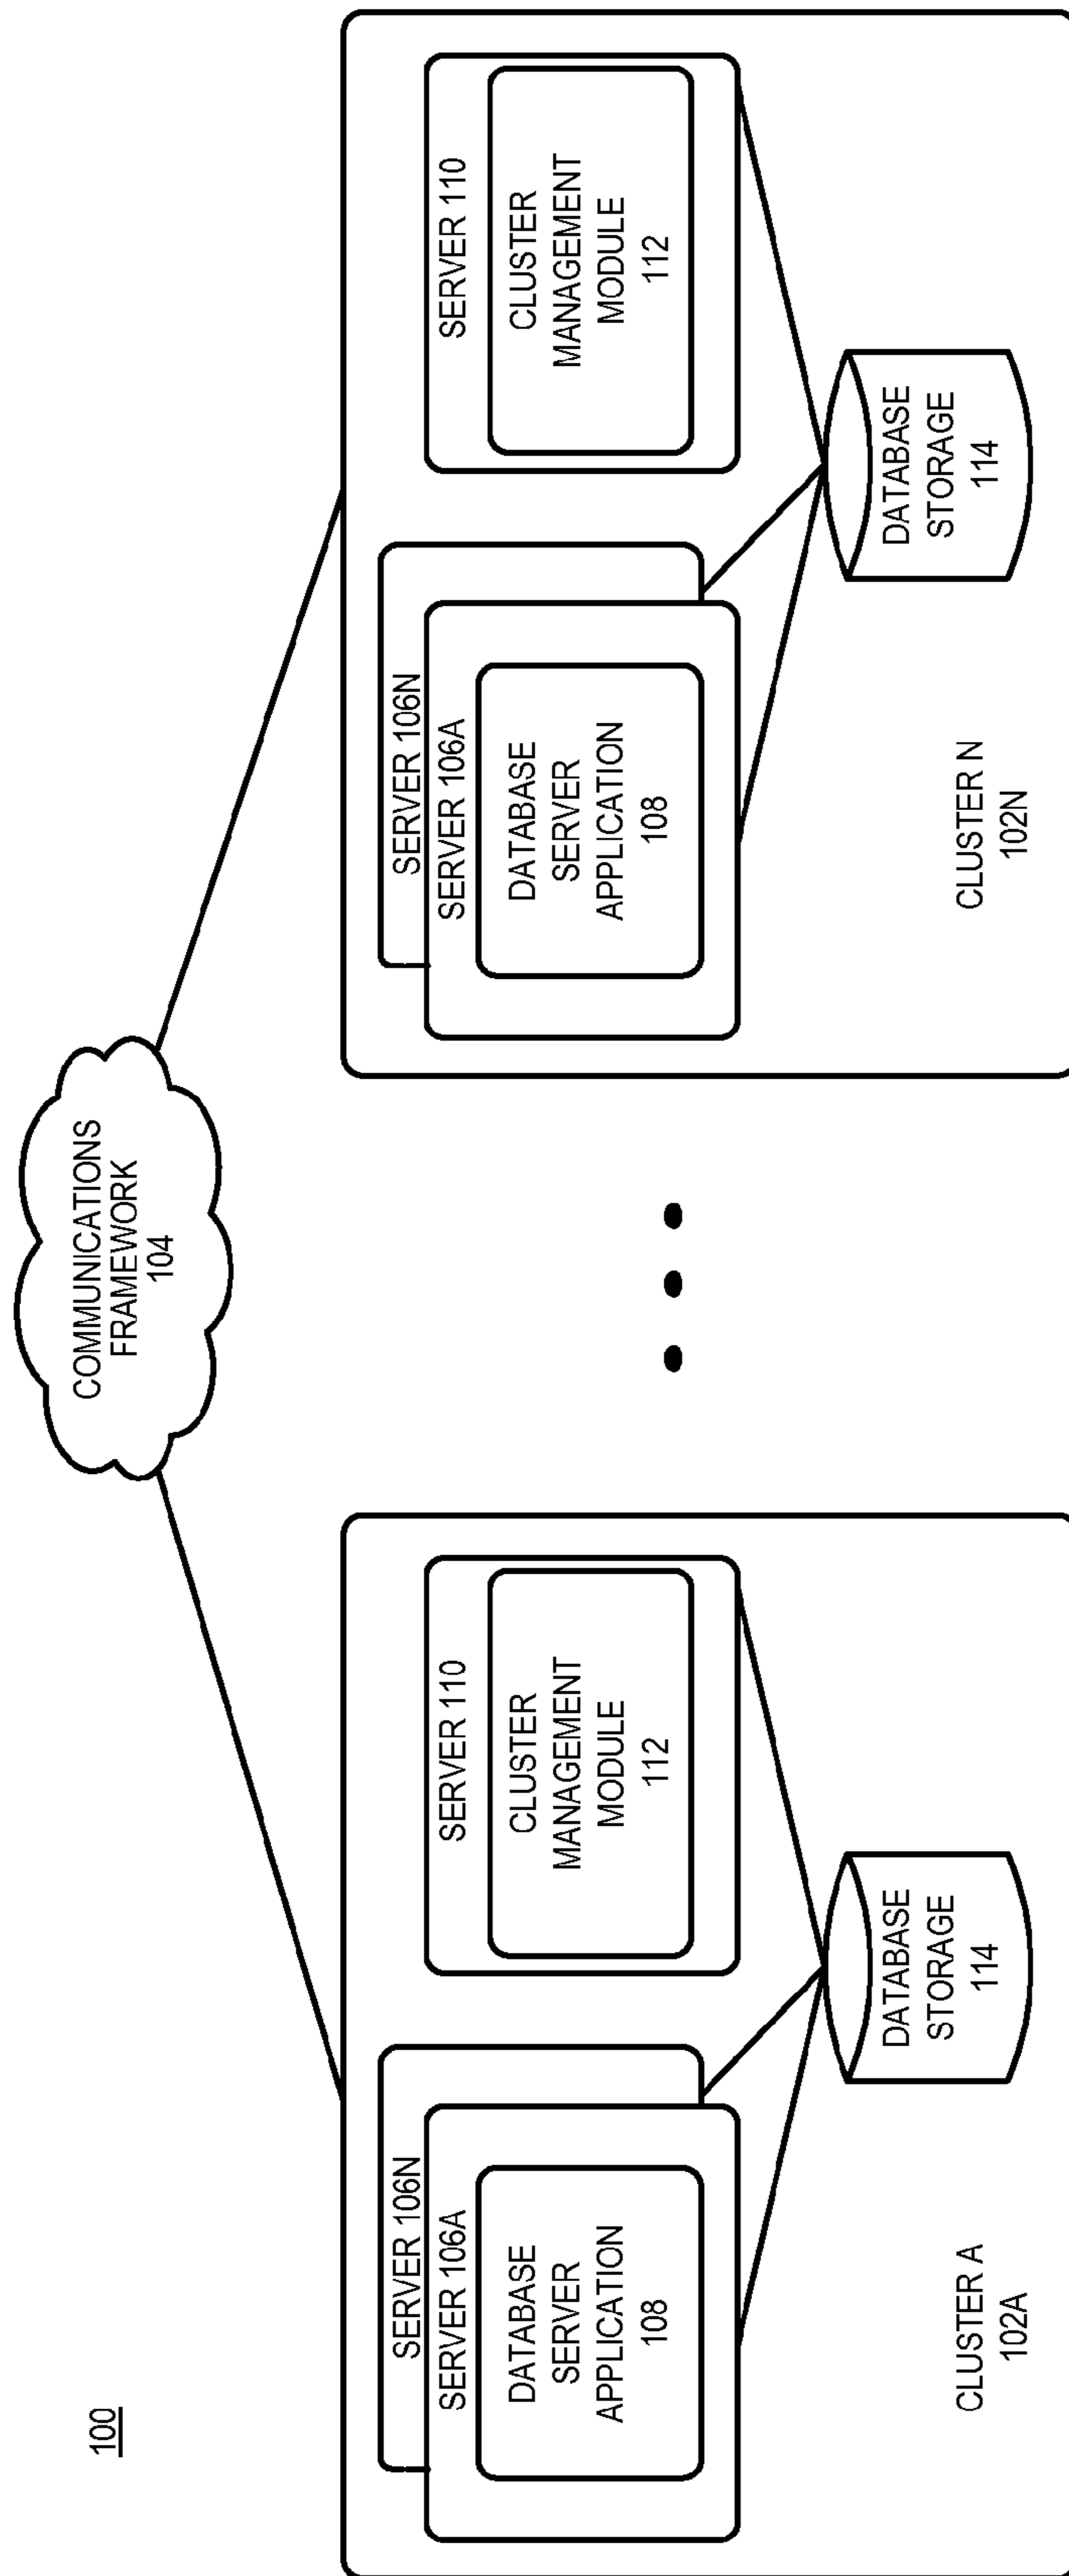 100
COMMUNICATIONS
FRAMEWORK
104
SERVER 106N
SERVER 106A
DATABASE
SERVER
APPLICATION
108
SERVER 110
CLUSTER
MANAGEMENT
MODULE
112
DATABASE
STORAGE
114
CLUSTER A
102A
SERVER 106N
SERVER 106A
DATABASE
SERVER
APPLICATION
108
SERVER 110
CLUSTER
MANAGEMENT
MODULE
112
DATABASE
STORAGE
114
CLUSTER N
102N